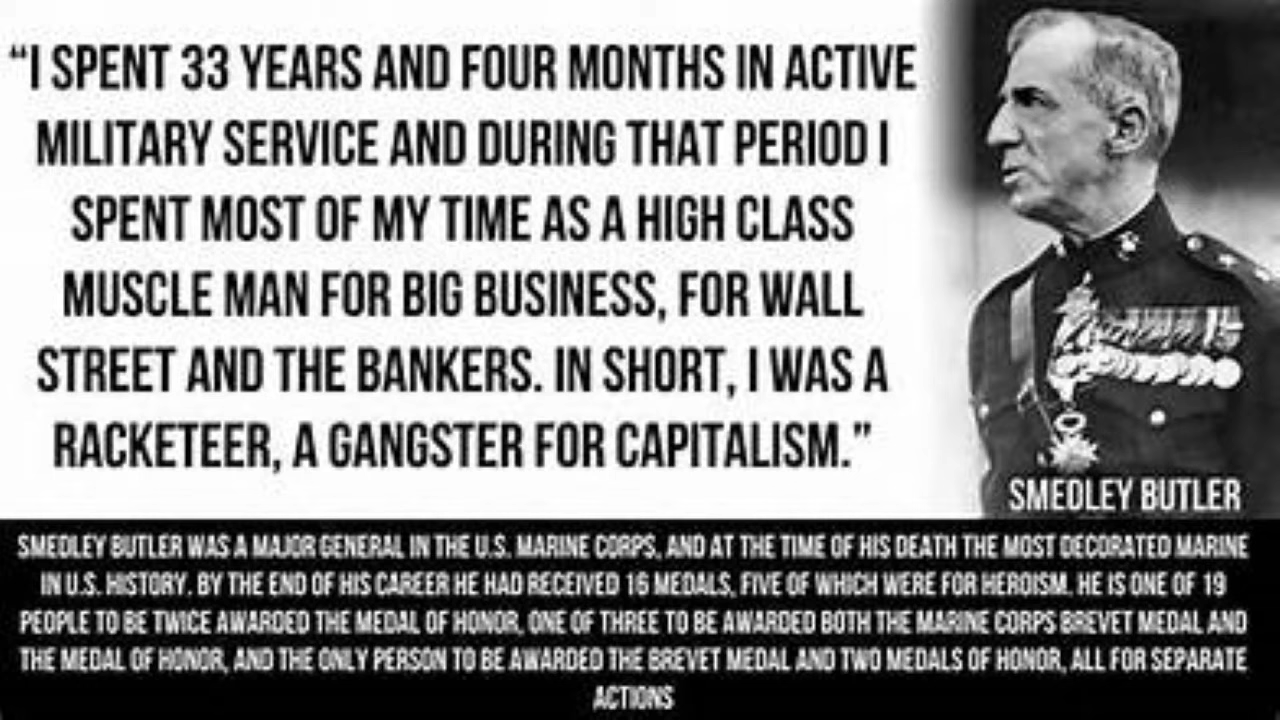 “I SPENT 33 YEARS AND FOUR MONTHS IN ACTIVE
MILITARY SERVICE AND DURING THAT PERIOD I
SPENT MOST OF MY TIME AS A HIGH CLASS
MUSCLE MAN FOR BIG BUSINESS, FOR WALL
STREET AND THE BANKERS. IN SHORT, I WAS A
RACKETEER, A GANGSTER FOR CAPITALISM.”
SMEDLEY BUTLER
SMEDLEY BUTLER WAS A MAJOR GENERAL IN THE U.S. MARINE CORPS, AND AT THE TIME OF HIS DEATH THE MOST DECORATED MARINE
IN U.S. HISTORY. BY THE END OF HIS CAREER HE HAD RECEIVED 16 MEDALS, FIVE OF WHICH WERE FOR HEROISM. HE IS ONE OF 19
PEOPLE TO BE TWICE AWARDED THE MEDAL OF HONOR, ONE OF THREE TO BE AWARDED BOTH THE MARINE CORPS BREVET MEDAL AND
THE MEDAL OF HONOR, AND THE ONLY PERSON TO BE AWARDED THE BREVET MEDAL AND TWO MEDALS OF HONOR, ALL FOR SEPARATE
ACTIONS